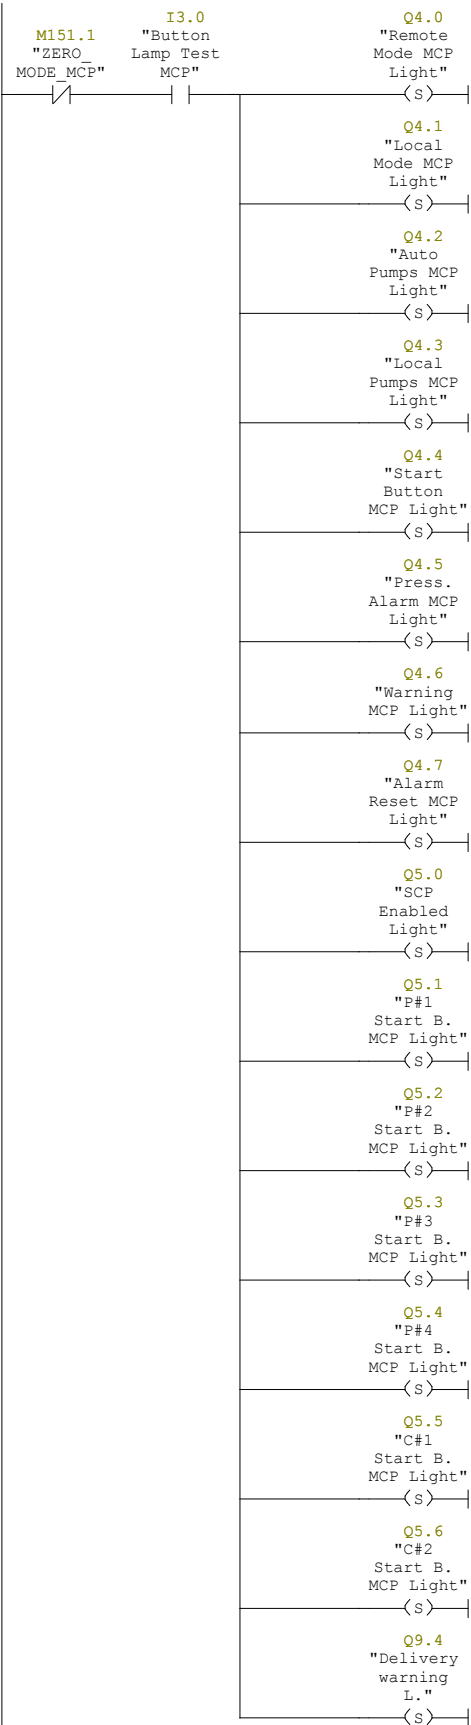 M151.1
"ZERO_
MODE_MCP"
I3.0
"Button
Lamp Test
MCP"
Q4.0
"Remote
Mode MCP
Light"
(S)
Q4.1
"Local
Mode MCP
Light"
(S)
Q4.2
"Auto
Pumps MCP
Light"
(S)
Q4.3
"Local
Pumps MCP
Light"
(S)
Q4.4
"Start
Button
MCP Light"
(S)
Q4.5
"Press.
Alarm MCP
Light"
(S)
Q4.6
"Warning
MCP Light"
(S)
Q4.7
"Alarm
Reset MCP
Light"
(S)
Q5.0
"SCP
Enabled
Light"
(S)
Q5.1
"P#1
Start B.
MCP Light"
(S)
Q5.2
"P#2
Start B.
MCP Light"
(S)
Q5.3
"P#3
Start B.
MCP Light"
(S)
Q5.4
"P#4
Start B.
MCP Light"
(S)
Q5.5
"C#1
Start B.
MCP Light"
(S)
Q5.6
"C#2
Start B.
MCP Light"
(S)
Q9.4
"Delivery
warning
L."
(S)